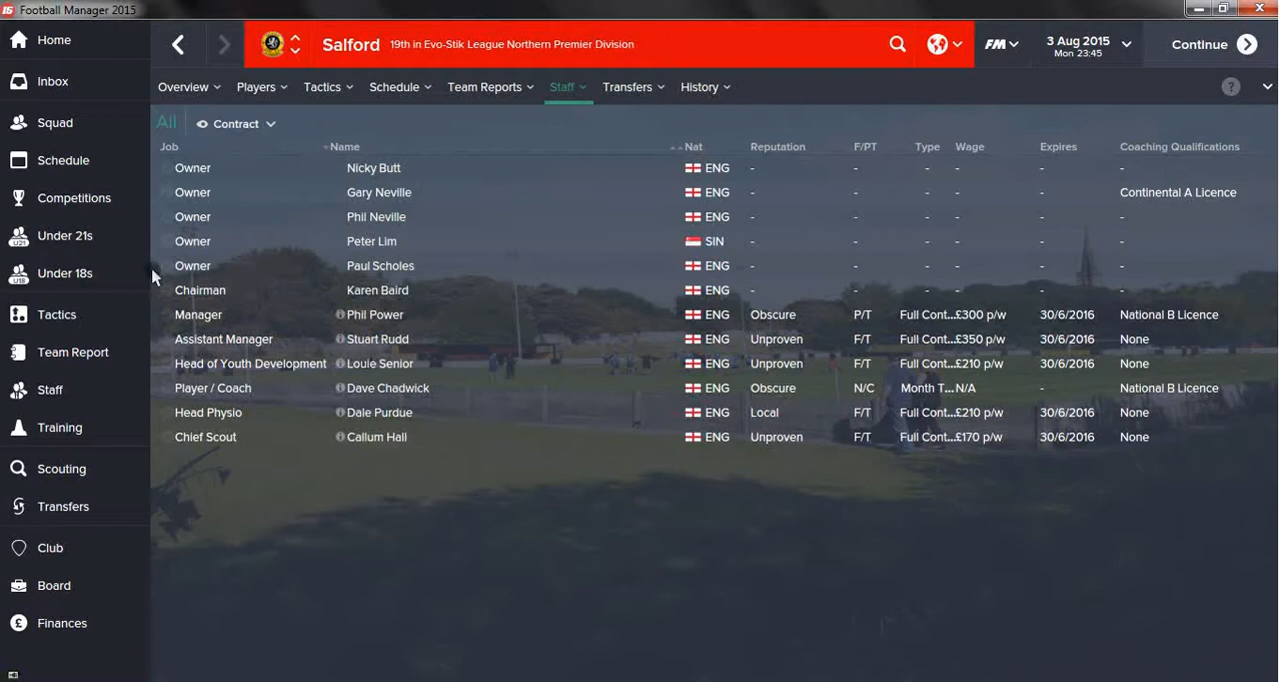 Football Manager 2015
Home
Inbox
Squad
Schedule
Competitions
U21 Under 21s
U18 Under 18s
Tactics
Team Report
Staff
Training
Scouting
Transfers
Club
Board
£ Finances
Salford 19th in Evo-Stik League Northern Premier Division
FM
3 Aug 2015
Mon 23:45
Continue
Overview Players Tactics Schedule Team Reports Staff Transfers History ?
All Contract
Job Name Nat Reputation F/PT Type Wage Expires Coaching Qualifications
Owner Nicky Butt ENG - - - - - -
Owner Gary Neville ENG - - - - - Continental A Licence
Owner Phil Neville ENG - - - - - -
Owner Peter Lim SIN - - - - - -
Owner Paul Scholes ENG - - - - - -
Chairman Karen Baird ENG - - - - - -
Manager Phil Power ENG Obscure P/T Full Cont...£300 p/w 30/6/2016 National B Licence
Assistant Manager Stuart Rudd ENG Unproven F/T Full Cont...£350 p/w 30/6/2016 None
Head of Youth Development Louie Senior ENG Unproven F/T Full Cont...£210 p/w 30/6/2016 None
Player / Coach Dave Chadwick ENG Obscure N/C Month T...N/A - National B Licence
Head Physio Dale Purdue ENG Local F/T Full Cont...£210 p/w 30/6/2016 None
Chief Scout Callum Hall ENG Unproven F/T Full Cont...£170 p/w 30/6/2016 None